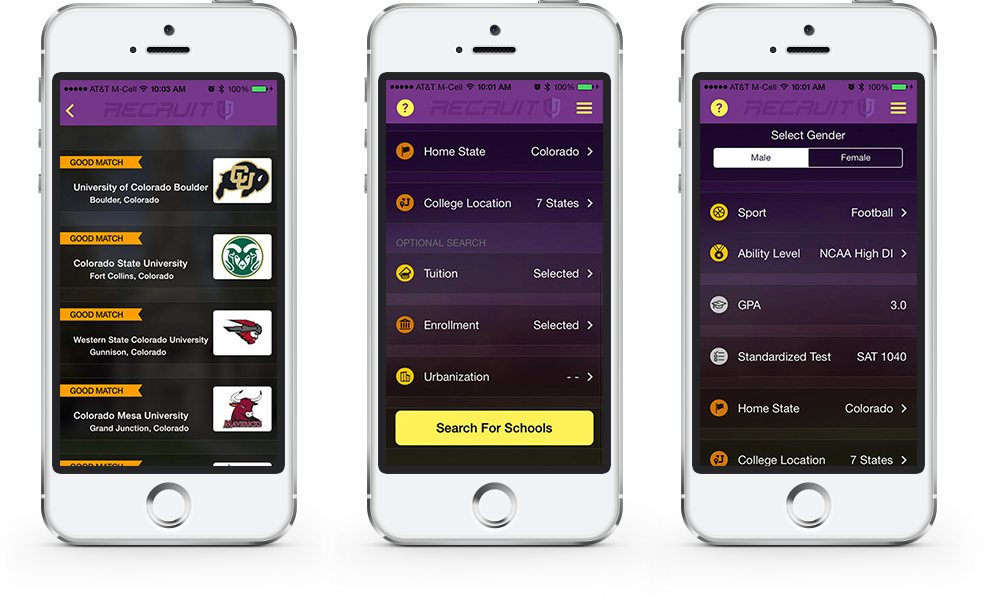 AT&T M-Cell 10:03 AM 100%
RECRUIT U
GOOD MATCH
University of Colorado Boulder
Boulder, Colorado
CU
GOOD MATCH
Colorado State University
Fort Collins, Colorado
GOOD MATCH
Western State Colorado University
Gunnison, Colorado
GOOD MATCH
Colorado Mesa University
Grand Junction, Colorado
MAVERICKS
GOOD MATCH
AT&T M-Cell 10:01 AM 100%
? RECRUIT U
Home State Colorado
College Location 7 States
OPTIONAL SEARCH
Tuition Selected
Enrollment Selected
Urbanization - -
Search For Schools
AT&T M-Cell 10:01 AM 100%
? RECRUIT U
Select Gender
Male Female
Sport Football
Ability Level NCAA High DI
GPA 3.0
Standardized Test SAT 1040
Home State Colorado
College Location 7 States